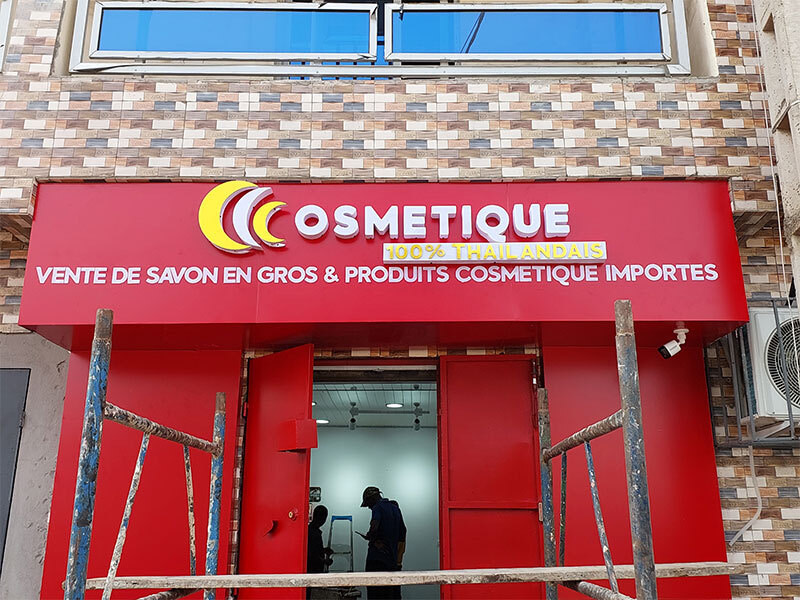 COSMETIQUE
100% THAILANDAIS
VENTE DE SAVON EN GROS & PRODUITS COSMETIQUE IMPORTES